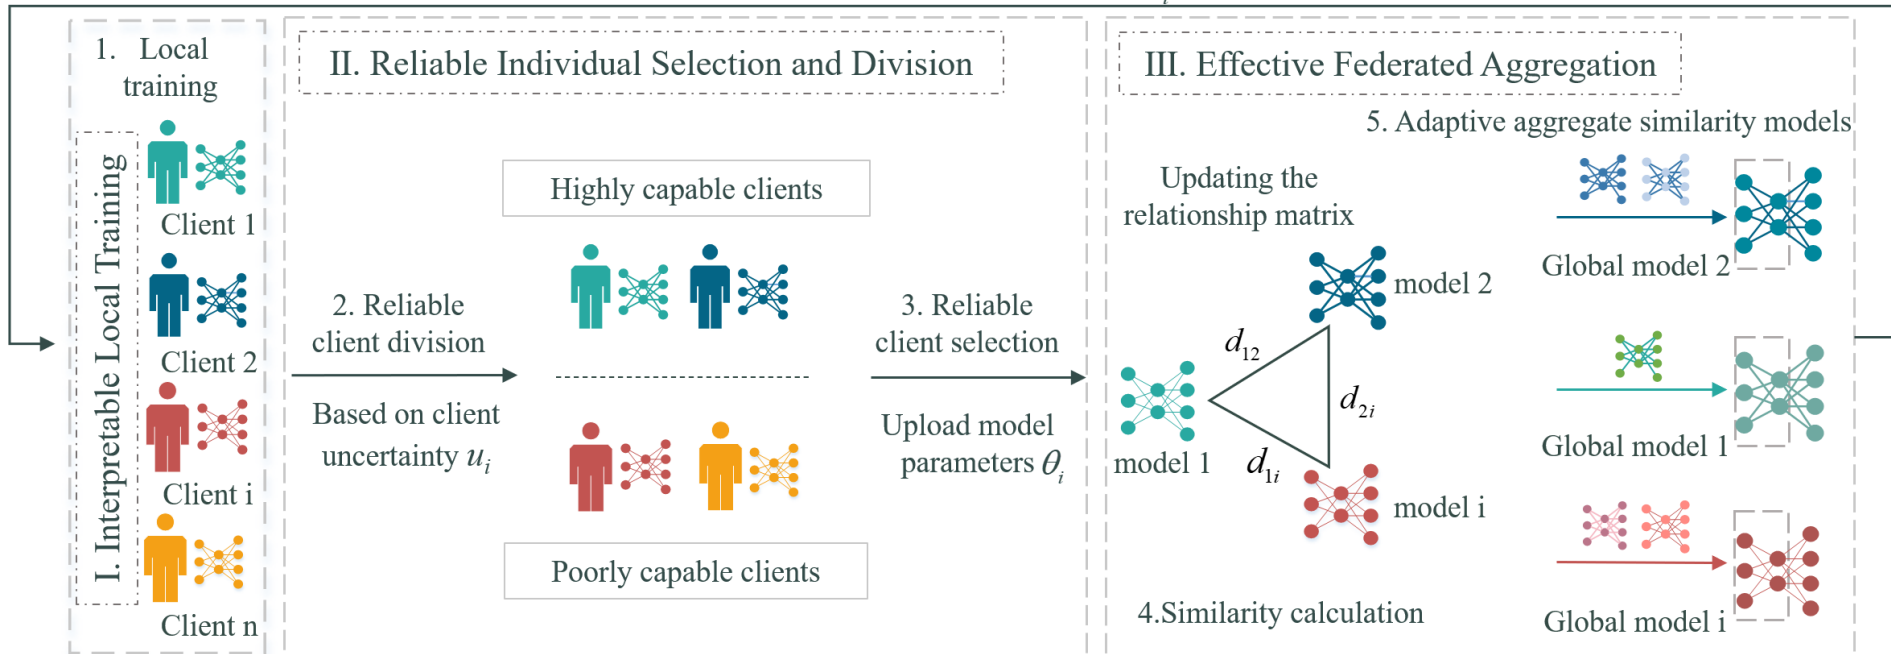 i
1. Local
training
I. Interpretable Local Training
Client 1
Client 2
Client i
Client n
II. Reliable Individual Selection and Division
2. Reliable
client division
Based on client
uncertainty u_i
Highly capable clients
Poorly capable clients
3. Reliable
client selection
Upload model
parameters θ_i
III. Effective Federated Aggregation
Updating the
relationship matrix
model 2
model 1
model i
d_12
d_2i
d_1i
4.Similarity calculation
5. Adaptive aggregate similarity models
Global model 2
Global model 1
Global model i